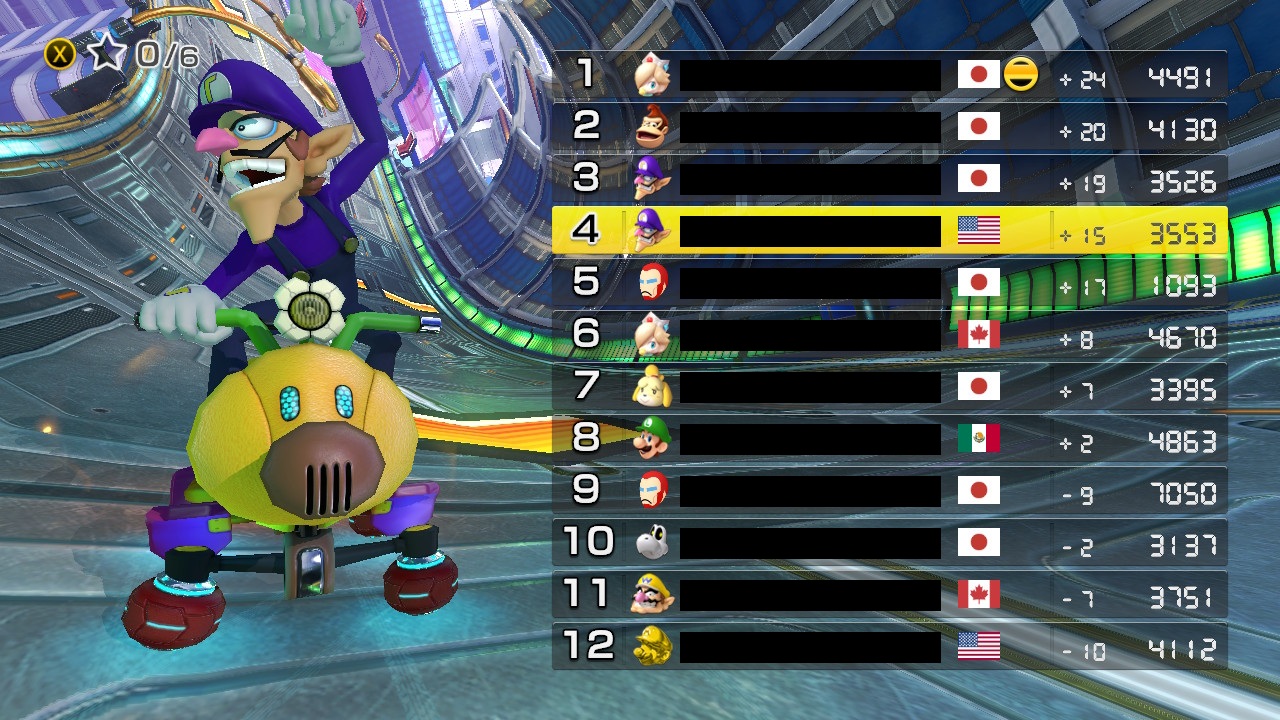 X 0/6
1 + 24 4491
2 + 20 4130
3 + 19 3526
4 + 15 3553
5 + 17 1093
6 + 8 4670
7 + 7 3395
8 + 2 4863
9 - 9 7050
10 - 2 3137
11 - 7 3751
12 - 10 4112